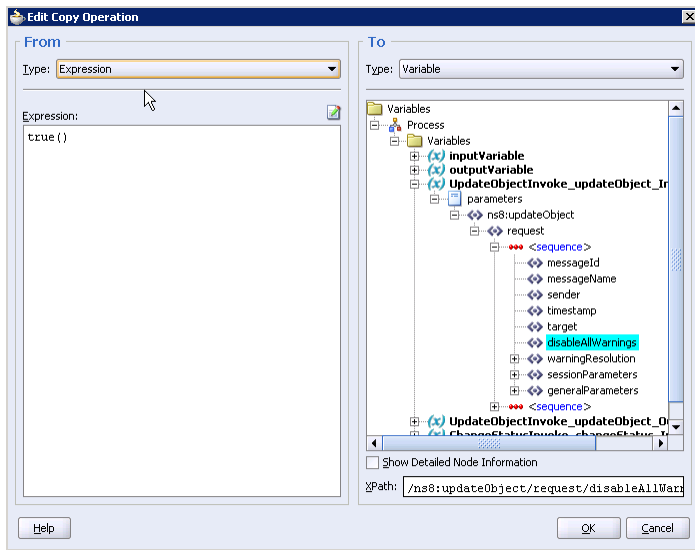 Edit Copy Operation
From
Type: Expression
Expression:
true()
To
Type: Variable
Variables
Process
Variables
(x) inputVariable
(x) outputVariable
(x) UpdateObjectInvoke_updateObject_In
parameters
ns8:updateObject
request
<sequence>
messageId
messageName
sender
timestamp
target
disableAllWarnings
warningResolution
sessionParameters
generalParameters
<sequence>
(x) UpdateObjectInvoke_updateObject_Ou
(x) ChangeStatusInvoke_changeStatus_In
Show Detailed Node Information
XPath: /ns8:updateObject/request/disableAllWarn
Help
OK
Cancel